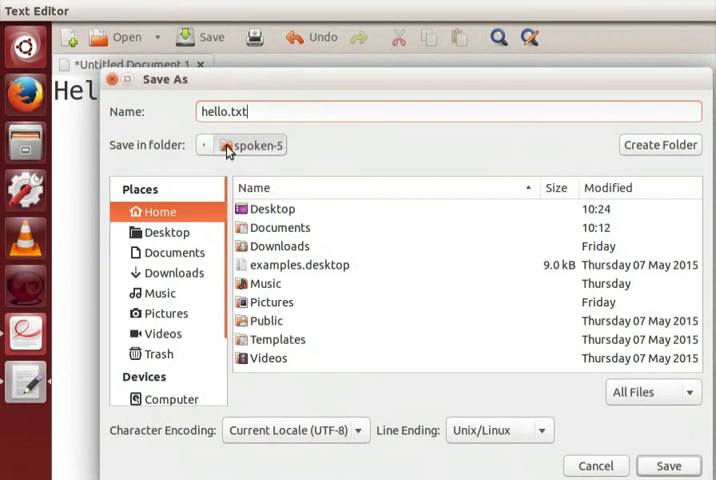 Text Editor
Open Save Undo
*Untitled Document 1
Hel
Save As
Name: hello.txt
Save in folder: spoken-5 Create Folder
Places
Home
Desktop
Documents
Downloads
Music
Pictures
Videos
Trash
Devices
Computer
Name Size Modified
Desktop 10:24
Documents 10:12
Downloads Friday
examples.desktop 9.0 kB Thursday 07 May 2015
Music Thursday
Pictures Friday
Public Thursday 07 May 2015
Templates Thursday 07 May 2015
Videos Thursday 07 May 2015
All Files
Character Encoding: Current Locale (UTF-8) Line Ending: Unix/Linux
Cancel Save